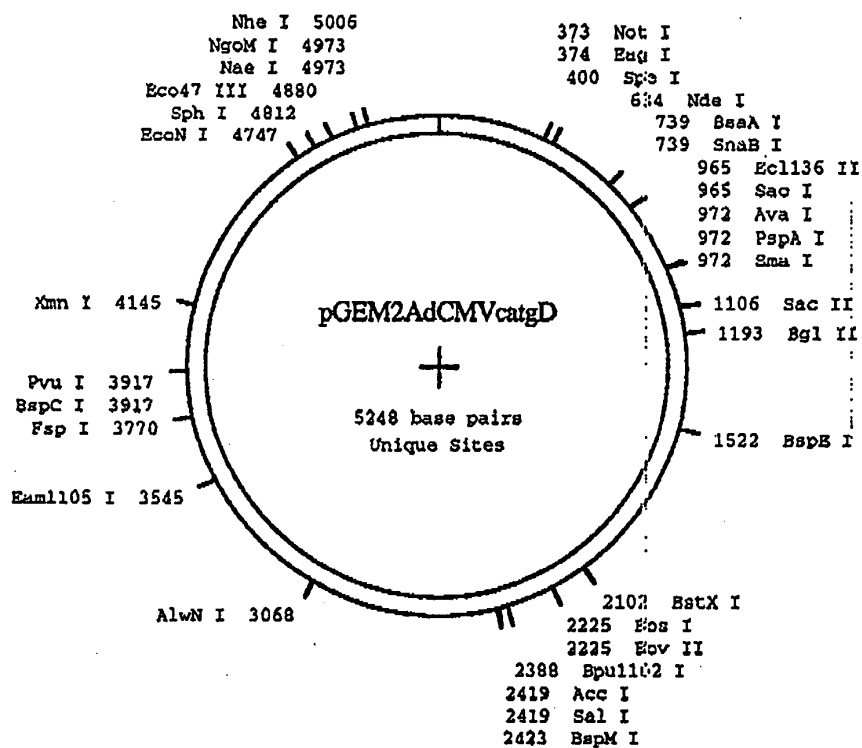 Nhe I 5006
NgoM I 4973
Nae I 4973
Eco47 III 4880
Sph I 4812
EcoN I 4747
373 Not I
374 Eag I
400 Spe I
634 Nde I
739 BsaA I
739 SnaB I
965 Ecl136 II
965 Sac I
972 Ava I
972 PspA I
972 Sma I
1106 Sac II
1193 Bgl II
1522 BspE I
Xmn I 4145
Pvu I 3917
BspC I 3917
Fsp I 3770
Eam1105 I 3545
AlwN I 3068
pGEM2AdCMVcatgD
5248 base pairs
Unique Sites
2102 BstX I
2225 I
2225 II
2388 Bpu1102 I
2419 Acc I
2419 Sal I
2423 BspM I